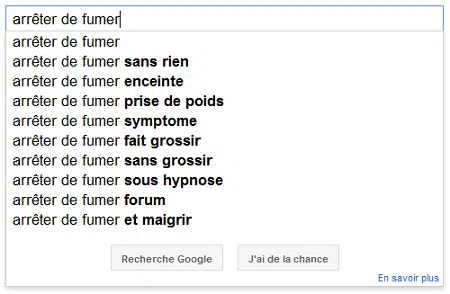 arrêter de fumer
arrêter de fumer
arrêter de fumer sans rien
arrêter de fumer enceinte
arrêter de fumer prise de poids
arrêter de fumer symptome
arrêter de fumer fait grossir
arrêter de fumer sans grossir
arrêter de fumer sous hypnose
arrêter de fumer forum
arrêter de fumer et maigrir
Recherche Google J'ai de la chance
En savoir plus